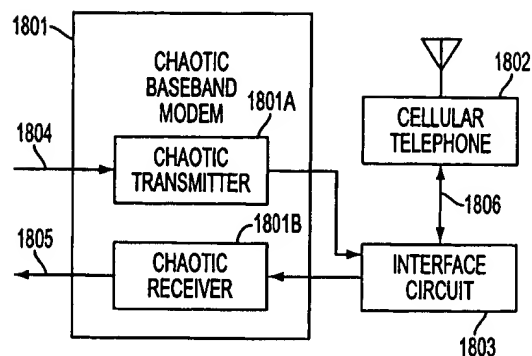 1801
CHAOTIC
BASEBAND
MODEM
1801A
1804
CHAOTIC
TRANSMITTER
1801B
1805
CHAOTIC
RECEIVER
1802
CELLULAR
TELEPHONE
1806
INTERFACE
CIRCUIT
1803